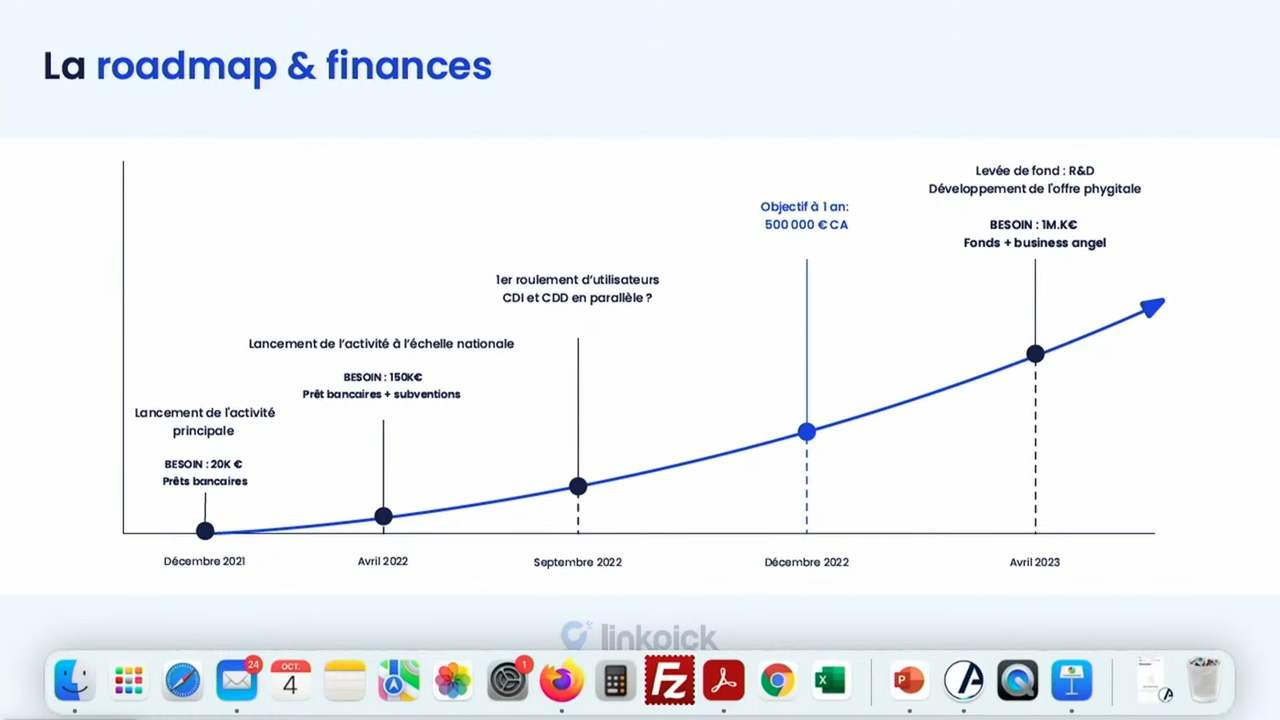 La roadmap & finances
Levée de fond : R&D
Développement de l'offre phygitale
BESOIN : 1M.K€
Fonds + business angel
Objectif à 1 an:
500 000 € CA
1er roulement d'utilisateurs
CDI et CDD en parallèle ?
Lancement de l'activité à l'échelle nationale
BESOIN : 150K€
Prêt bancaires + subventions
Lancement de l'activité
principale
BESOIN : 20K €
Prêts bancaires
Décembre 2021
Avril 2022
Septembre 2022
Décembre 2022
Avril 2023
linkpick
24
OCT.
4
1
Fz